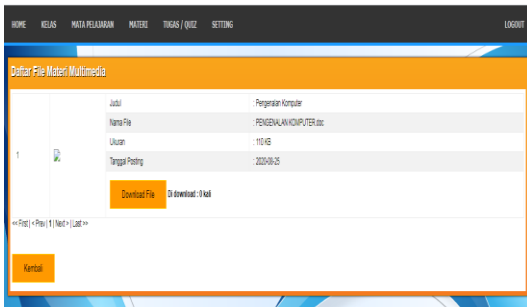 HOME KELAS MATA PELAJARAN MATERI TUGAS / QUIZ SETTING LOGOUT
Daftar File Materi Multimedia
Judul : Pengenalan Komputer
Nama File : PENGENALAN KOMPUTER.doc
Ukuran : 110 KB
1 Tanggal Posting : 2020-08-25
Download File Di download : 0 kali
<< First | < Prev | 1 | Next > | Last >>
Kembali